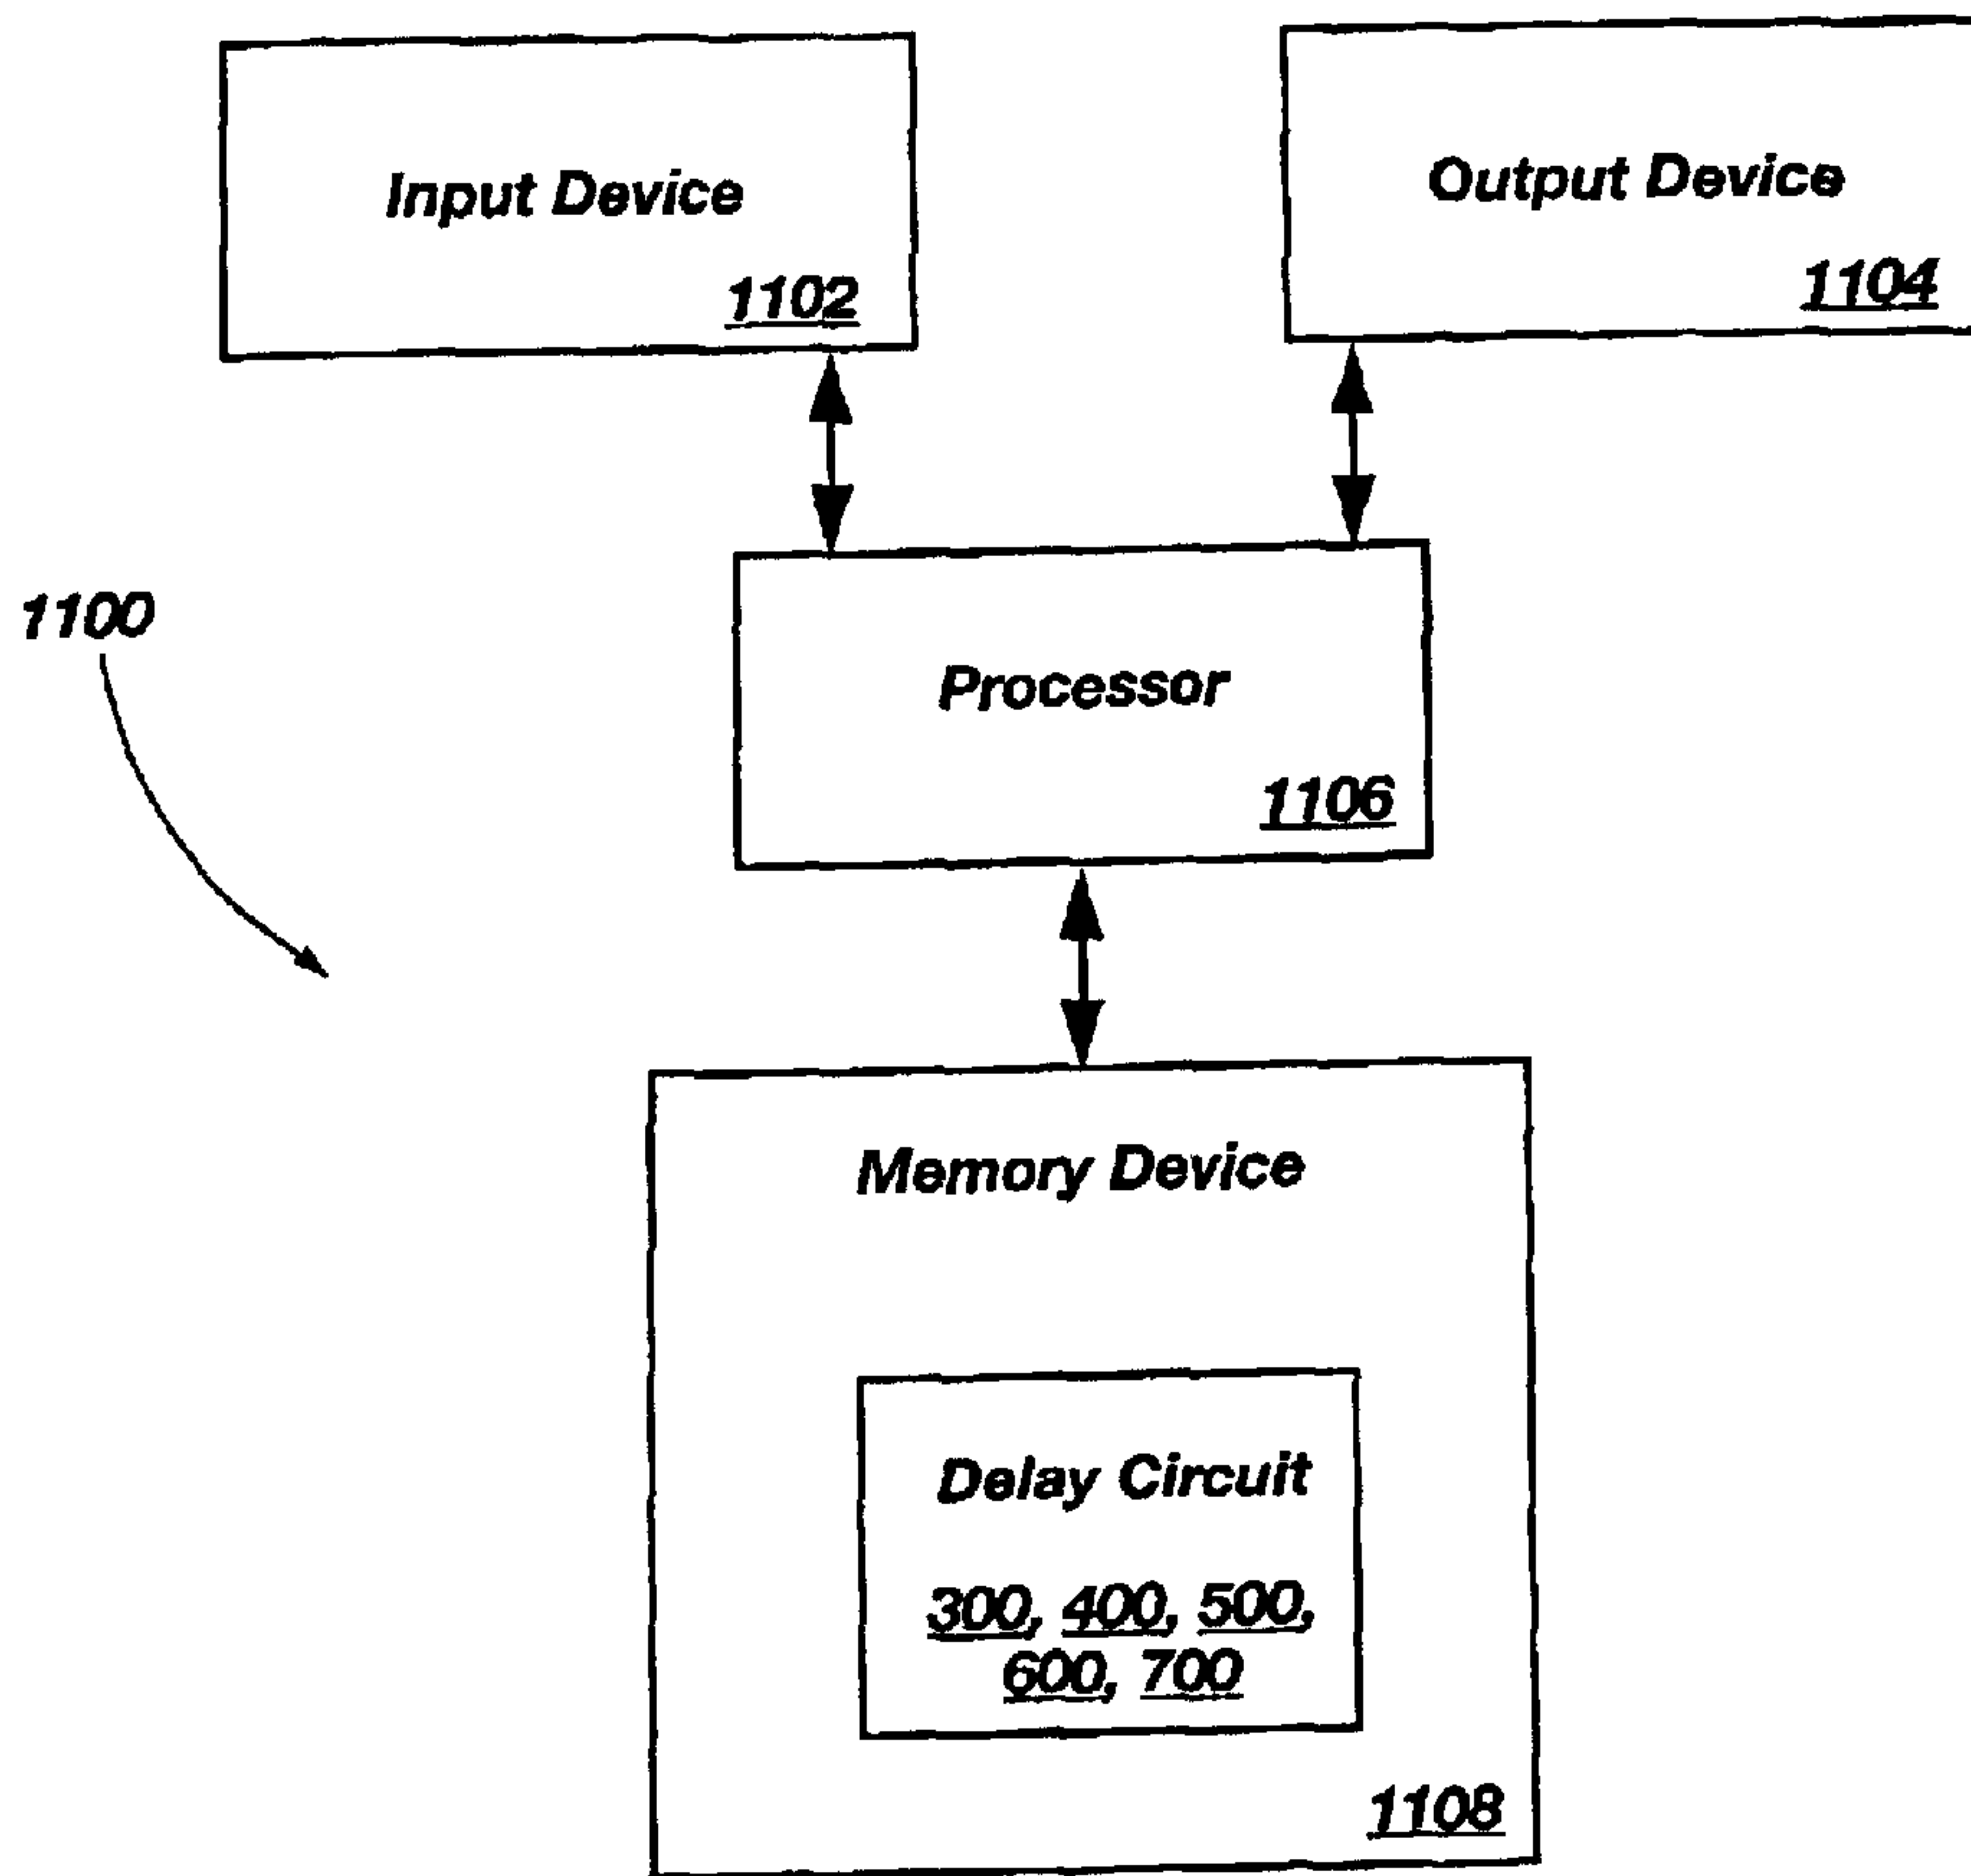 Input Device
1102
Output Device
1104
1100
Processor
1106
Memory Device
Delay Circuit
300, 400, 500,
600, 700
1108